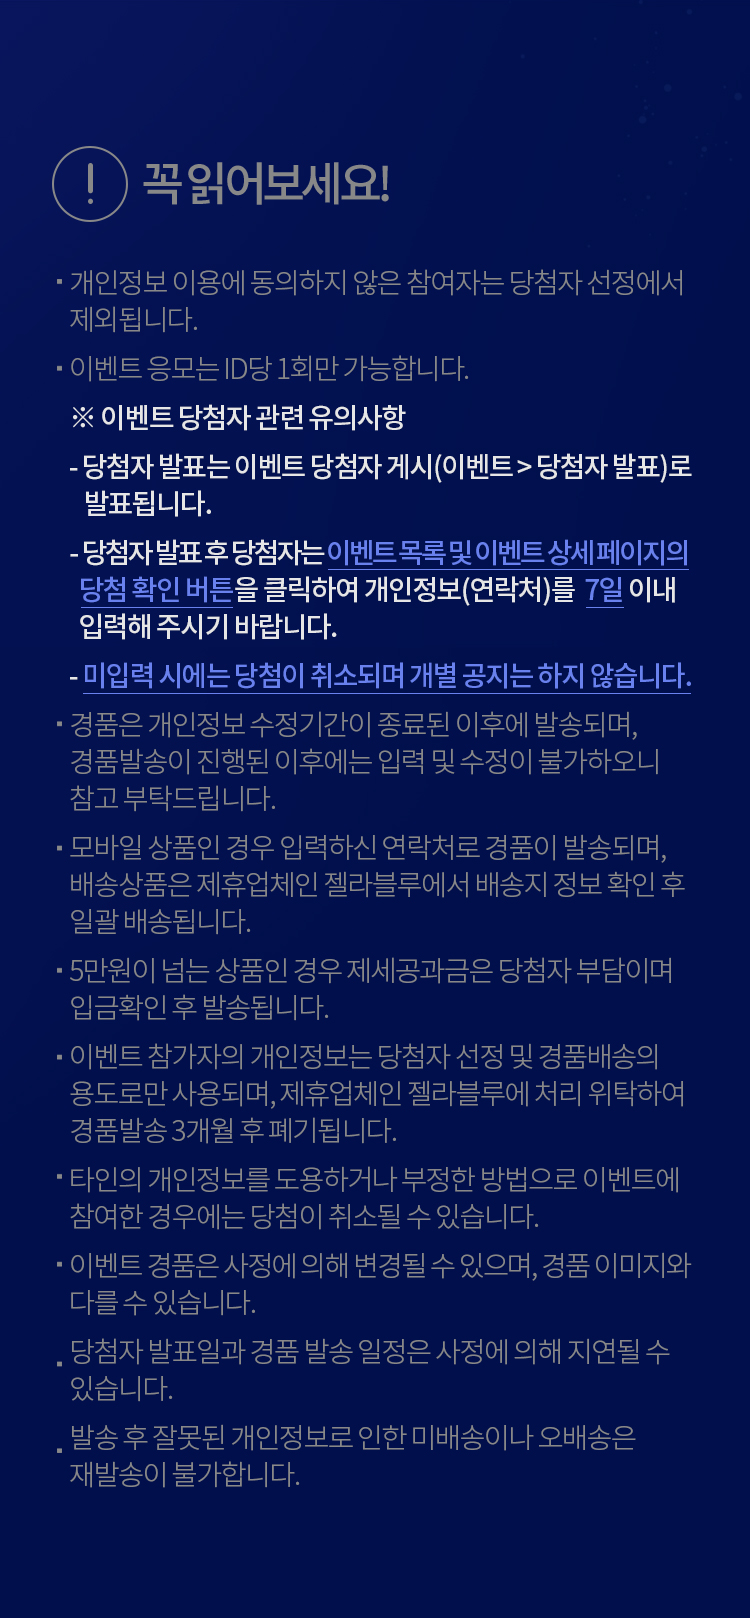 ! 꼭 읽어보세요!
· 개인정보 이용에 동의하지 않은 참여자는 당첨자 선정에서
제외됩니다.
· 이벤트 응모는 ID당 1회만 가능합니다.
※ 이벤트 당첨자 관련 유의사항
- 당첨자 발표는 이벤트 당첨자 게시(이벤트 > 당첨자 발표)로
발표됩니다.
- 당첨자 발표 후 당첨자는 이벤트 목록 및 이벤트 상세 페이지의
당첨 확인 버튼을 클릭하여 개인정보(연락처)를 7일 이내
입력해 주시기 바랍니다.
- 미입력 시에는 당첨이 취소되며 개별 공지는 하지 않습니다.
· 경품은 개인정보 수정기간이 종료된 이후에 발송되며,
경품발송이 진행된 이후에는 입력 및 수정이 불가하오니
참고 부탁드립니다.
· 모바일 상품인 경우 입력하신 연락처로 경품이 발송되며,
배송상품은 제휴업체인 젤라블루에서 배송지 정보 확인 후
일괄 배송됩니다.
· 5만원이 넘는 상품인 경우 제세공과금은 당첨자 부담이며
입금확인 후 발송됩니다.
· 이벤트 참가자의 개인정보는 당첨자 선정 및 경품배송의
용도로만 사용되며, 제휴업체인 젤라블루에 처리 위탁하여
경품발송 3개월 후 폐기됩니다.
· 타인의 개인정보를 도용하거나 부정한 방법으로 이벤트에
참여한 경우에는 당첨이 취소될 수 있습니다.
· 이벤트 경품은 사정에 의해 변경될 수 있으며, 경품 이미지와
다를 수 있습니다.
· 당첨자 발표일과 경품 발송 일정은 사정에 의해 지연될 수
있습니다.
· 발송 후 잘못된 개인정보로 인한 미배송이나 오배송은
재발송이 불가합니다.